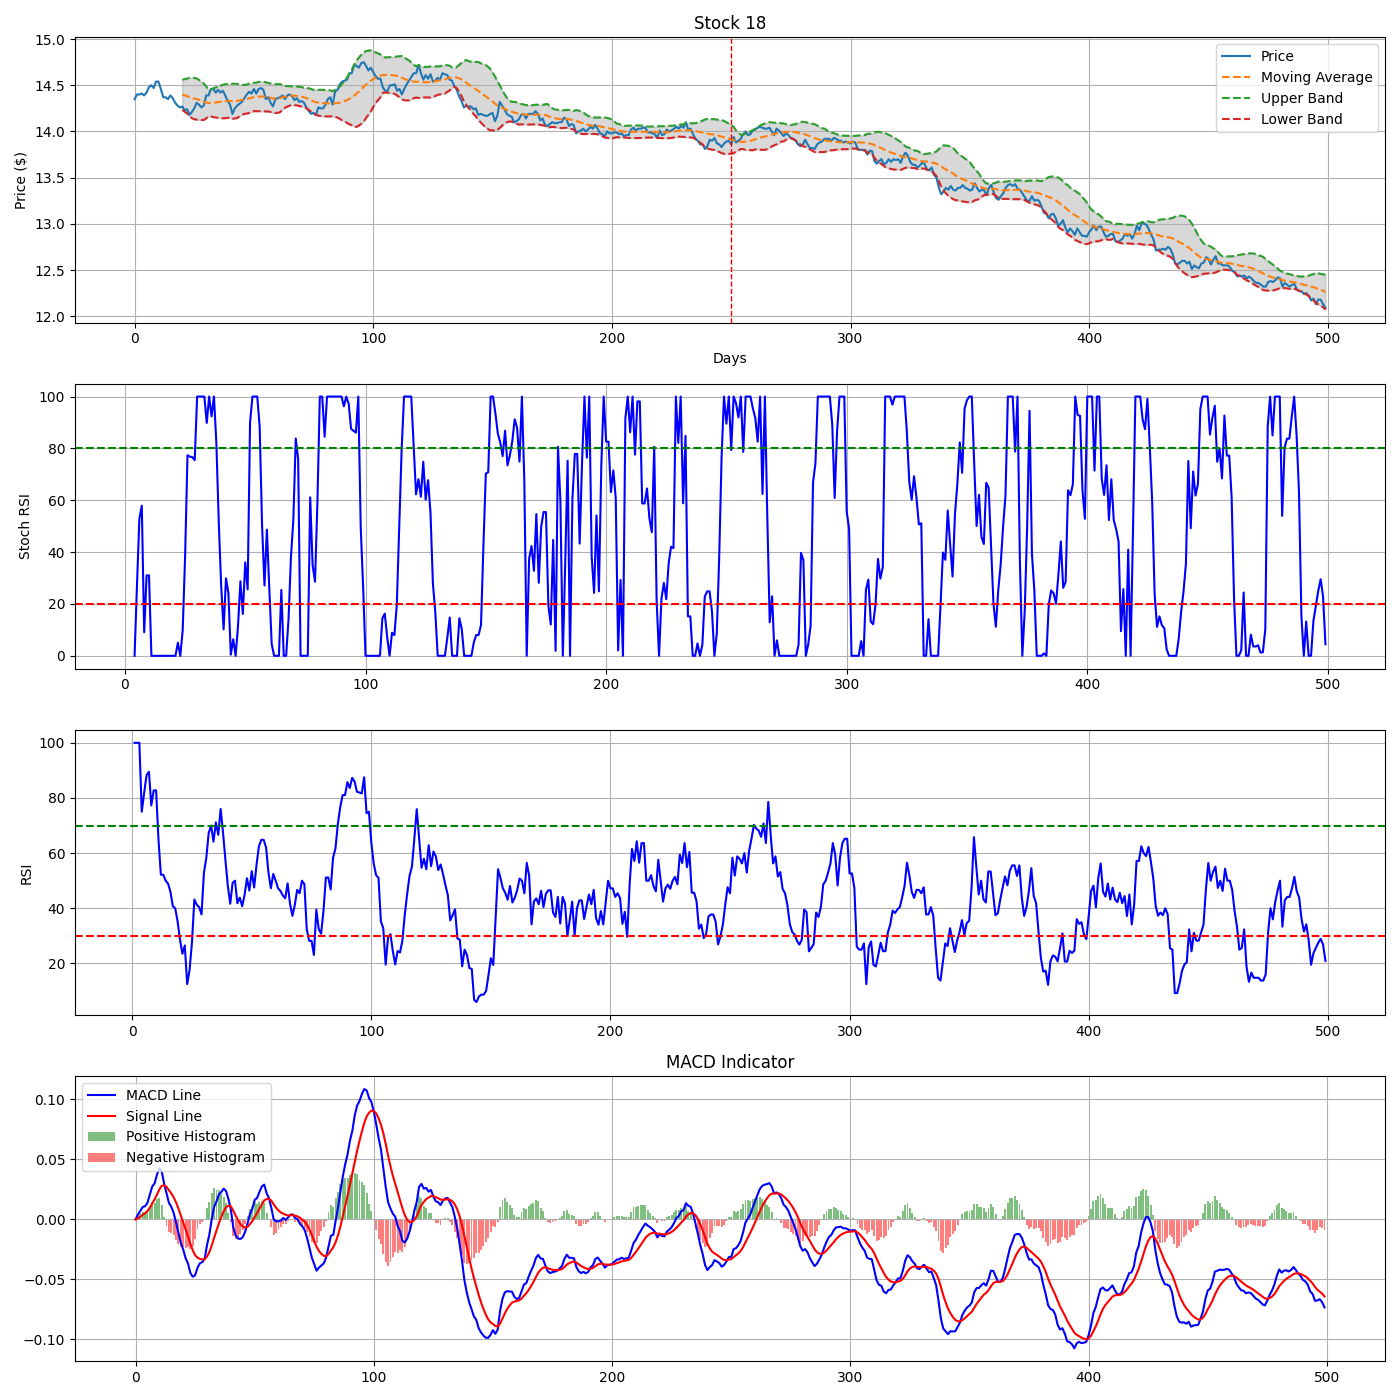 Stock 18
15.0
14.5
14.0
13.5
13.0
12.5
12.0
Price ($)
Price
Moving Average
Upper Band
Lower Band
0 100 200 300 400 500
Days
100
80
60
40
20
0
Stoch RSI
0 100 200 300 400 500
100
80
60
40
20
RSI
0 100 200 300 400 500
MACD Indicator
0.10
0.05
0.00
−0.05
−0.10
MACD Line
Signal Line
Positive Histogram
Negative Histogram
0 100 200 300 400 500